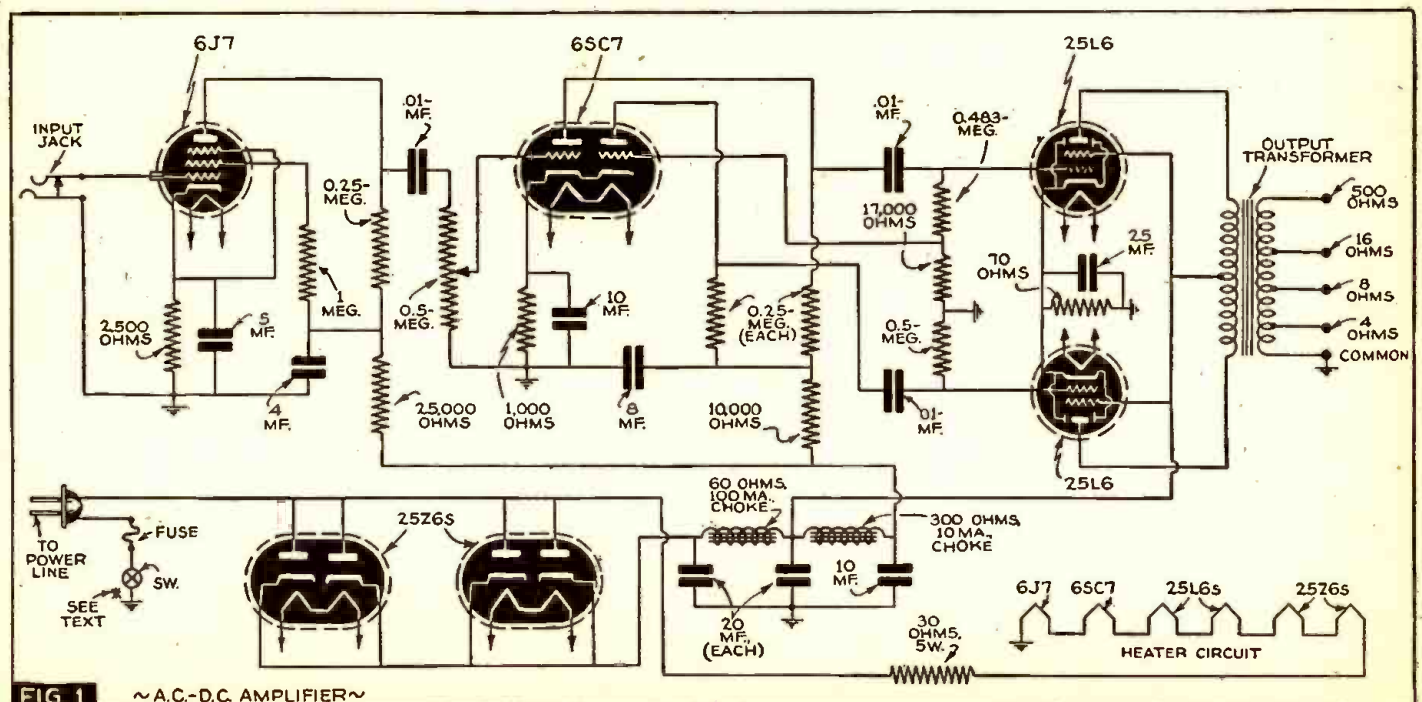 6J7
6SC7
25L6
INPUT
JACK
.01-
MF.
0.25-
MEG.
0.5-
MEG.
1
MEG.
2,500
OHMS
5
MF.
4
MF.
25,000
OHMS
1,000
OHMS
10
MF.
8
MF.
0.25-
MEG.
(EACH)
10,000
OHMS
.01-
MF.
0.483-
MEG.
17,000
OHMS
0.5-
MEG.
.01-
MF.
25
MF.
70
OHMS
25L6
OUTPUT
TRANSFORMER
500
OHMS
16
OHMS
8
OHMS
4
OHMS
COMMON
TO
POWER
LINE
FUSE
SW.
SEE
TEXT
25Z6S
60 OHMS,
100 MA.,
CHOKE
300 OHMS,
10 MA.,
CHOKE
20
MF.,
(EACH)
10
MF.
30
OHMS,
5W.
6J7 6SC7 25L6S 25Z6S
HEATER CIRCUIT
FIG. 1 ~A.C.-D.C. AMPLIFIER~